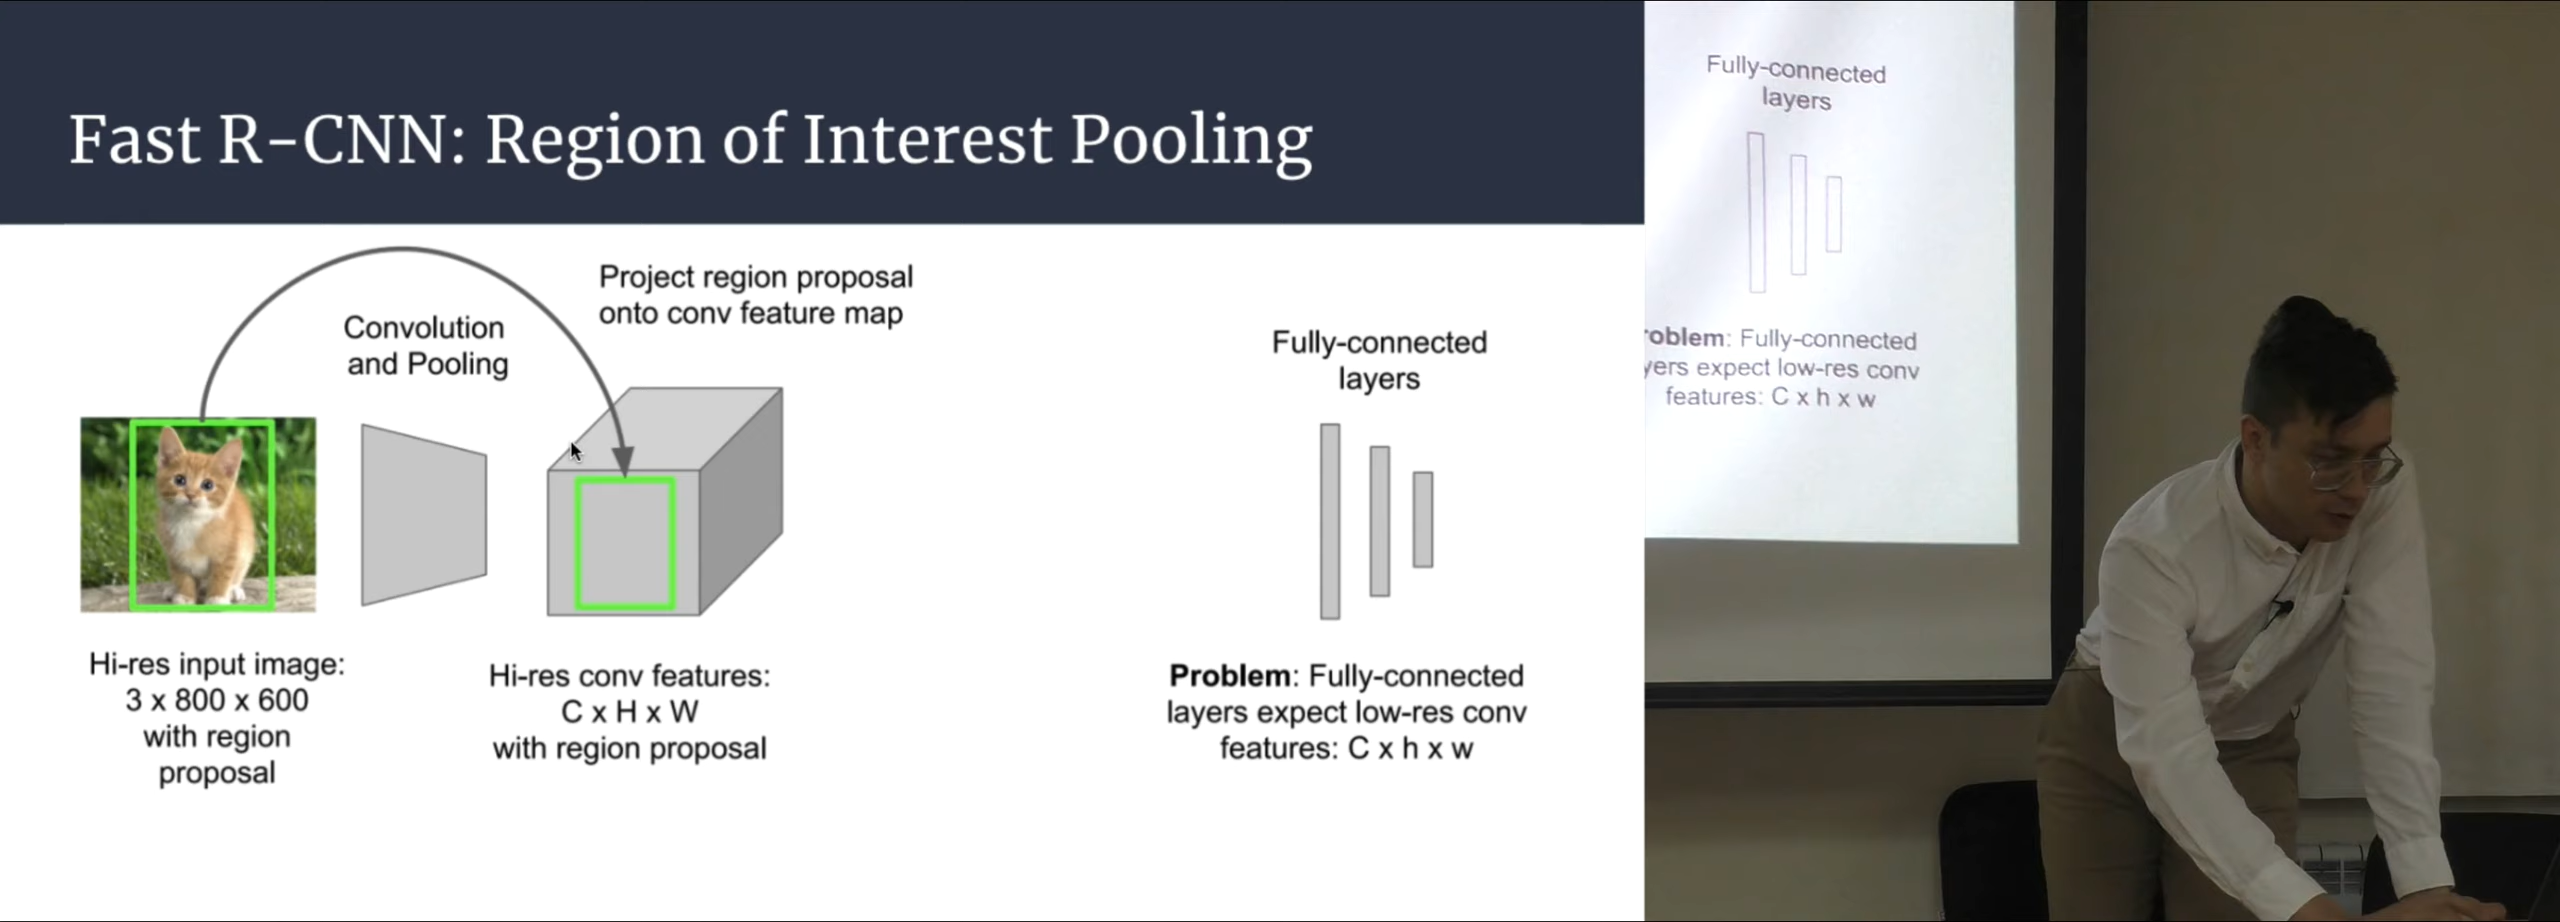 Fast R-CNN: Region of Interest Pooling
Project region proposal
onto conv feature map
Convolution
and Pooling
Fully-connected
layers
Hi-res input image:
3 x 800 x 600
with region
proposal
Hi-res conv features:
C x H x W
with region proposal
Problem: Fully-connected
layers expect low-res conv
features: C x h x w
Fully-connected
layers
oblem: Fully-connected
yers expect low-res conv
features: C x h x w